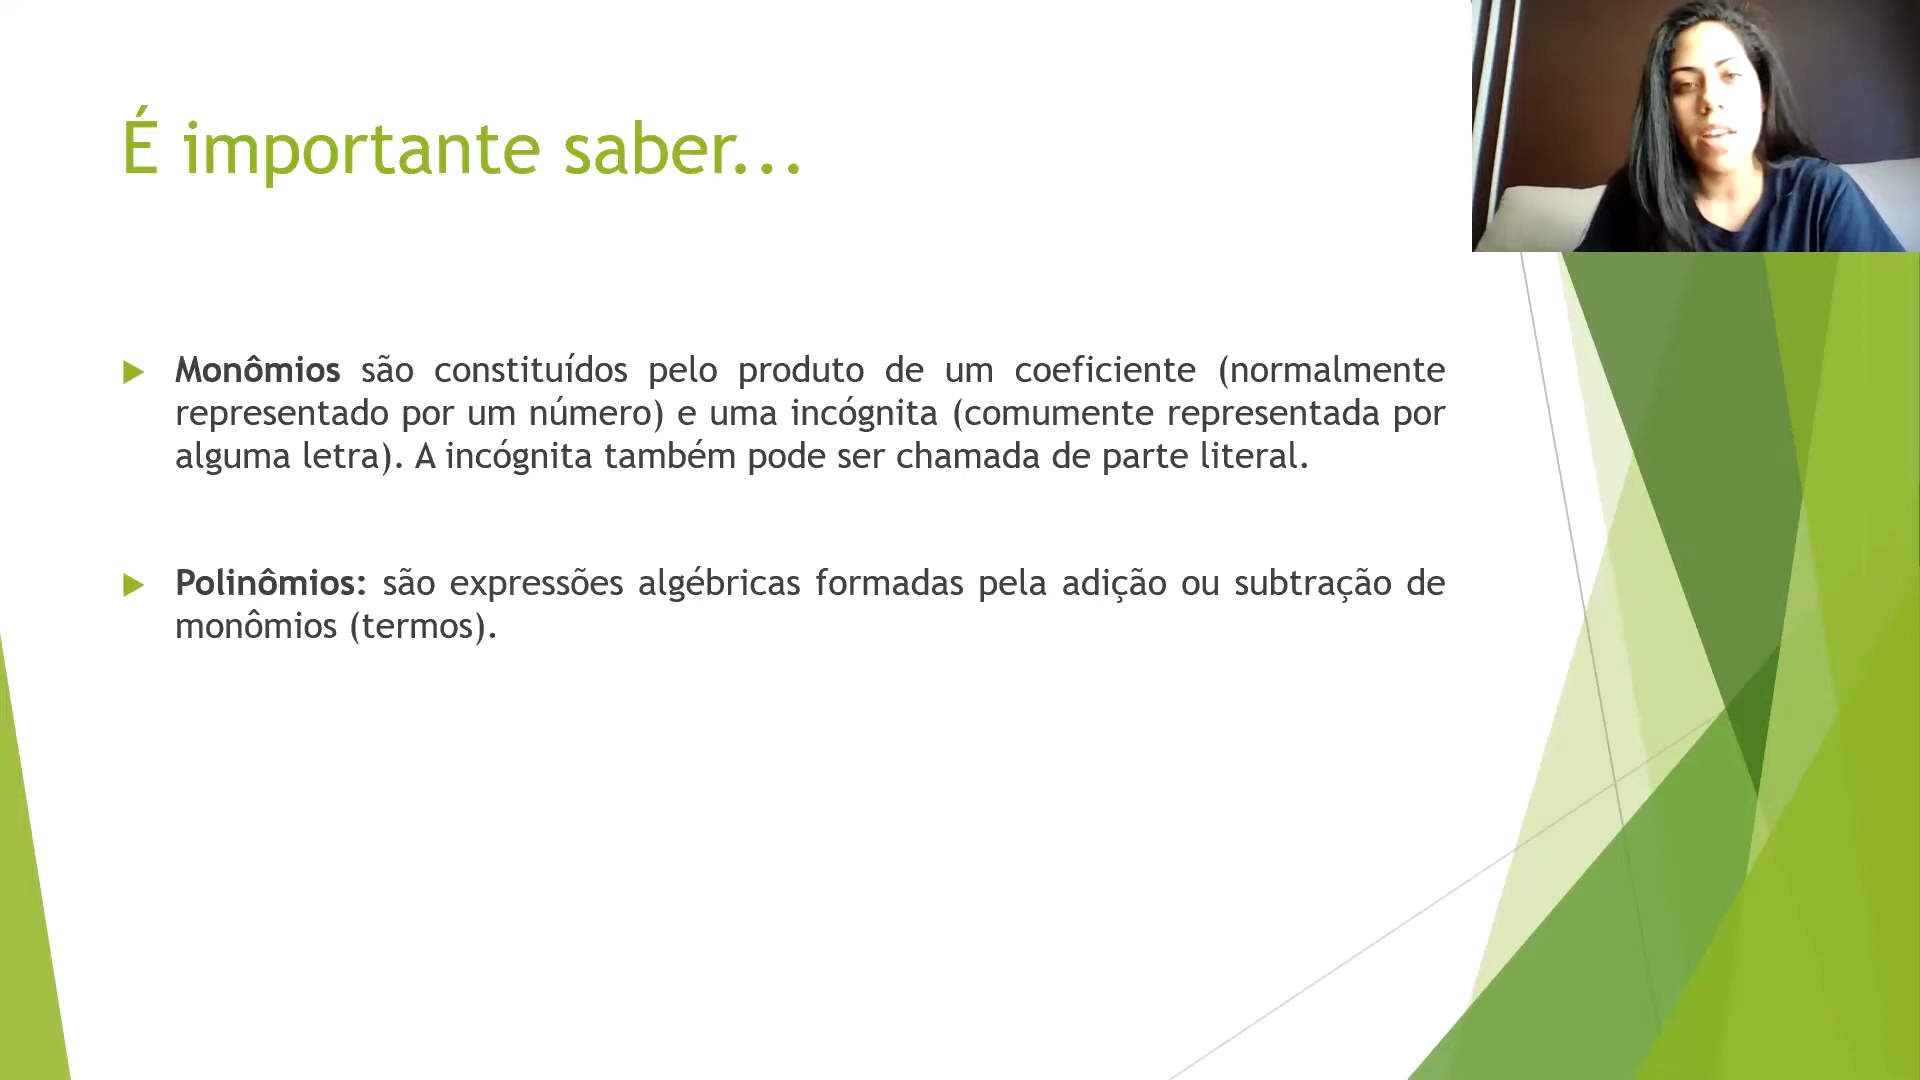 É importante saber...
Monômios são constituídos pelo produto de um coeficiente (normalmente
representado por um número) e uma incógnita (comumente representada por
alguma letra). A incógnita também pode ser chamada de parte literal.
Polinômios: são expressões algébricas formadas pela adição ou subtração de
monômios (termos).